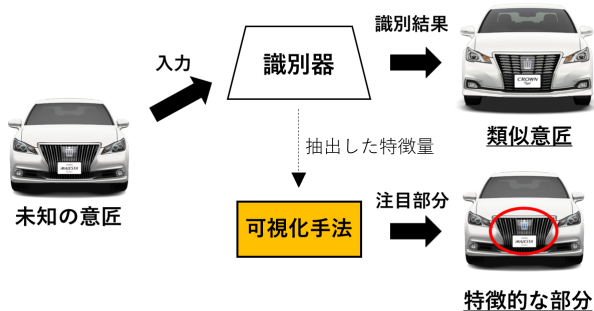 入力
識別器
識別結果
CROWN
類似意匠
抽出した特徴量
未知の意匠
可視化手法
注目部分
MAJESTA
MAJESTA
特徴的な部分